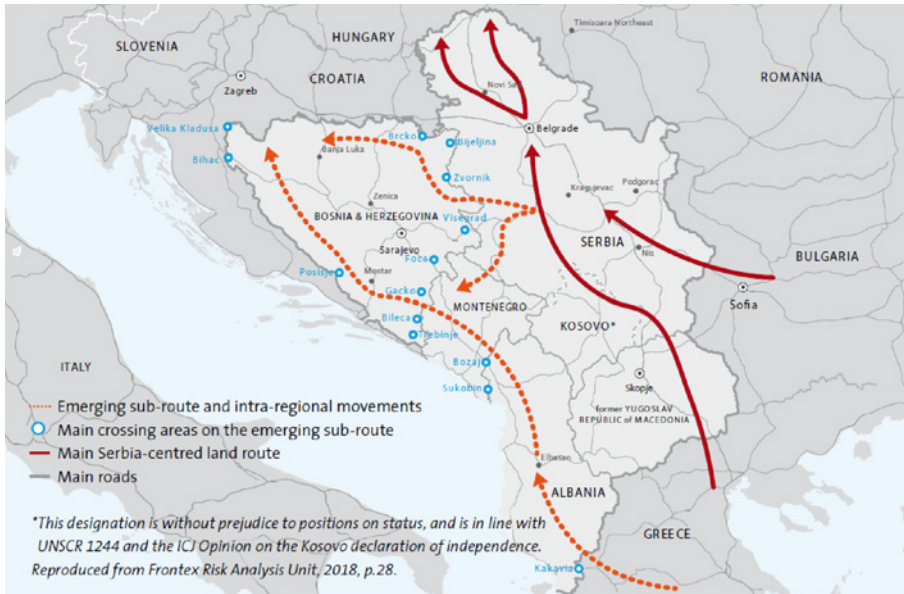 HUNGARY
Timisoara Northeast
SLOVENIA
ROMANIA
CROATIA
Zagreb
Novi Sad
Velika Kladusa
Brcko
Belgrade
Bijeljina
Banja Luka
Bihac
Zvornik
Kragujevac
Podgorac
Zenica
BOSNIA & HERZEGOVINA
Visegrad
Sarajevo
SERBIA
Nis
BULGARIA
Foca
Posisje
Mostar
Gacko
Sofia
MONTENEGRO
Bileca
KOSOVO*
Trebinje
ITALY
Bozaj
Skopje
Sukobin
former YUGOSLAV
REPUBLIC of MACEDONIA
Emerging sub-route and intra-regional movements
Main crossing areas on the emerging sub-route
Main Serbia-centred land route
Main roads
Elbasan
ALBANIA
GREECE
Kakavia
*This designation is without prejudice to positions on status, and is in line with
UNSCR 1244 and the ICJ Opinion on the Kosovo declaration of independence.
Reproduced from Frontex Risk Analysis Unit, 2018, p.28.